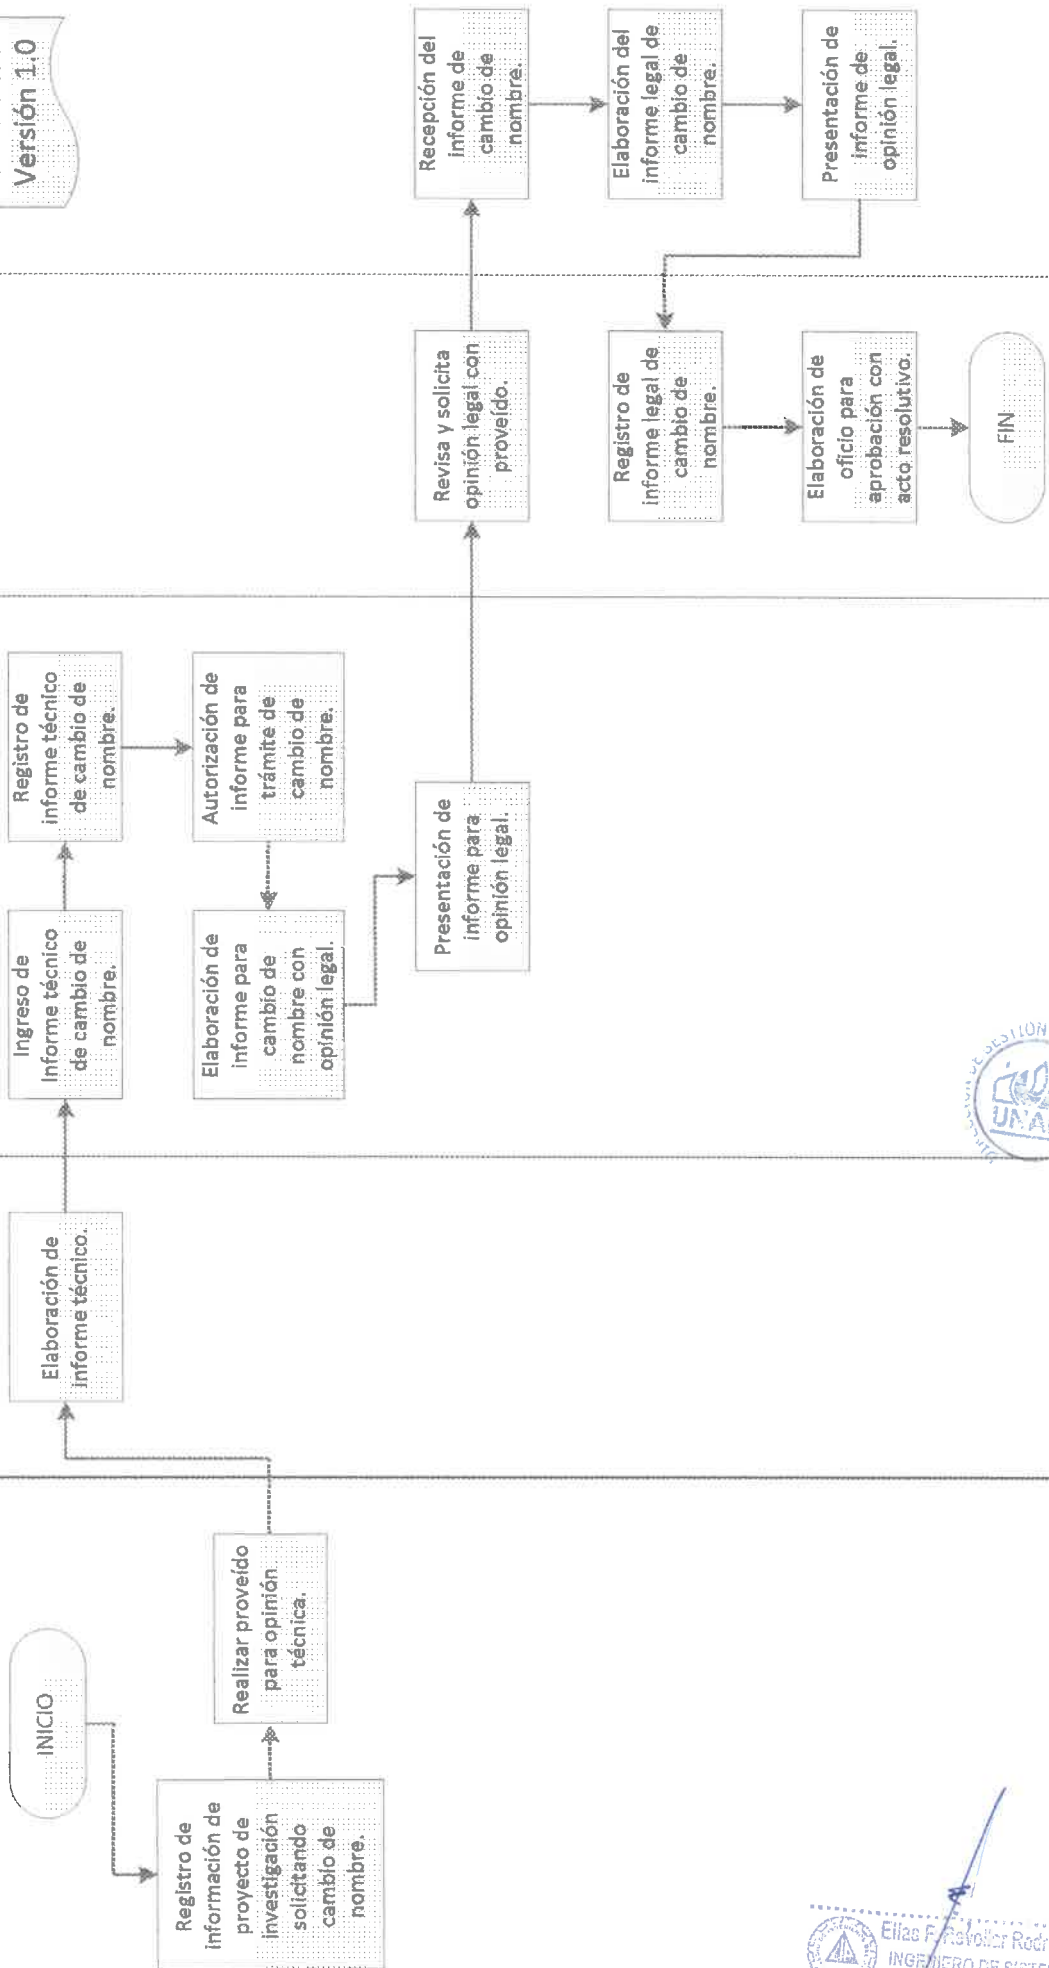 Versión 1.0
INICIO
Registro de
información de
proyecto de
investigación
solicitando
cambio de
nombre.
Realizar proveído
para opinión
técnica.
Elaboración de
informe técnico.
Ingreso de
Informe técnico
de cambio de
nombre.
Registro de
informe técnico
de cambio de
nombre.
Autorización de
informe para
trámite de
cambio de
nombre.
Elaboración de
informe para
cambio de
nombre con
opinión legal.
Presentación de
informe para
opinión legal.
Revisa y solicita
opinión legal con
proveído.
Recepción del
informe de
cambio de
nombre.
Elaboración del
informe legal de
cambio de
nombre.
Presentación de
informe de
opinión legal.
Registro de
informe legal de
cambio de
nombre.
Elaboración de
oficio para
aprobación con
acto resolutivo.
FIN
DE GESTIÓN
Elias F.